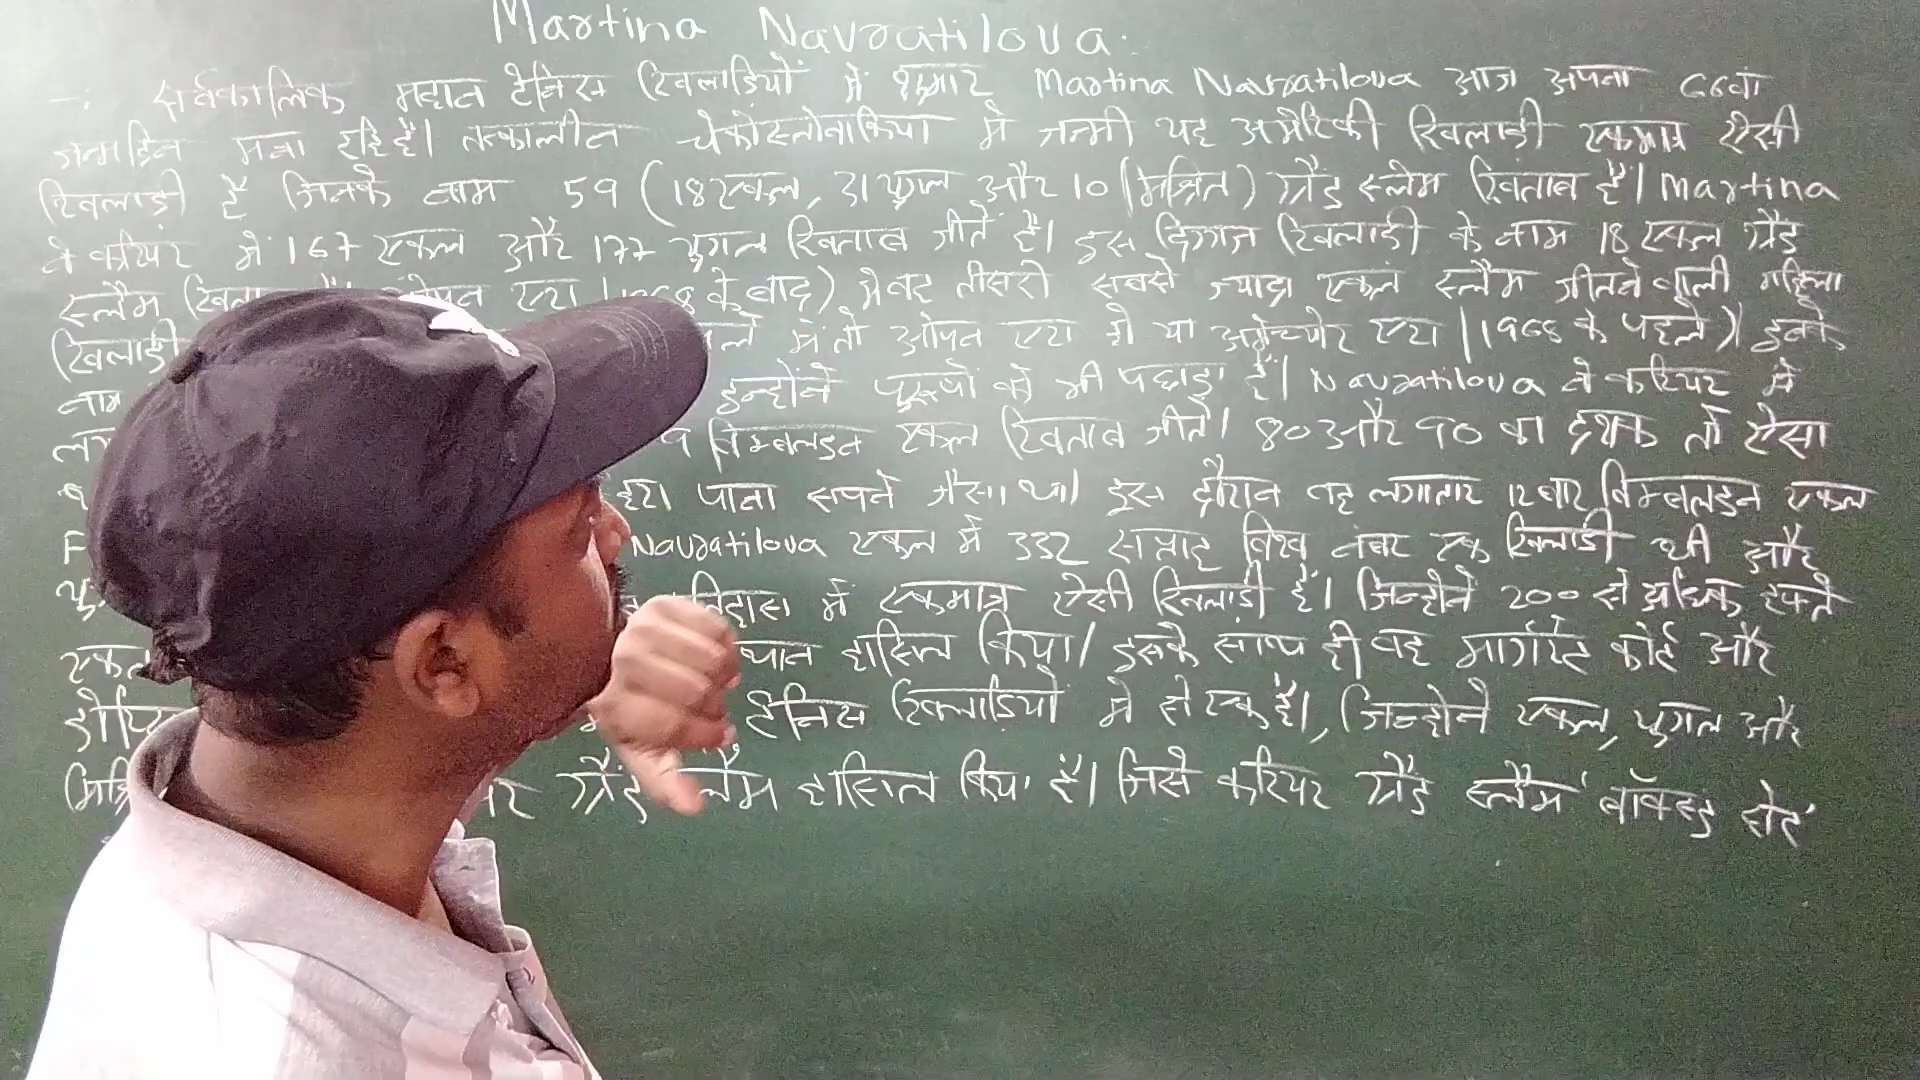 Martina Navratilova.
-: सर्वकालिक महान टेनिस खिलाडियों में शुमार Martina Navratilova आज अपना 66वां
जन्मदिन मना रहि है। तत्कालीन चेकोस्लोवाकिया में जन्मी यह अमेरिकी खिलाडी एकमात्र ऐसी
खिलाडी है जिनके नाम 59 (18 एकल, 31 युगल और 10 (मिश्रित) ग्रैंड स्लैम खिताब है। Martina
ने करियर में 167 एकल और 177 युगल खिताब जीते है। इस दिग्गज खिलाडी के नाम 18 एकल ग्रैंड
स्लैम एरा के बाद) में वह तीसरी सबसे ज्यादा एकल स्लैम जीतने वाली महिला
खिलाडी में तो ओपन एरा हो या अमेच्योर एरा (1968 के पहले) इनके
नाम इन्होंने पुरूषों को भी पछाड़ा है। Navratilova ने करियर में
9 विम्बलडन एकल खिताब जीते। 80 और 90 का दशक तो ऐसा
हरा पाना सपने जैसा था। इस दौरान वह लगातार 12 बार विम्बलडन एकल
Navratilova एकल में 332 सप्ताह विश्व नंबर एक खिलाडी थी और
में एकमात्र ऐसी खिलाडी है। जिन्होंने 200 से अधिक हफ्ते
एकल हासिल किया। इसके साथ ही वह मार्गरेट कोर्ट और
टेनिस खिलाडियों में से एक है।, जिन्होंने एकल, युगल और
ग्रैंड स्लैम हासिल किया है। जिसे करियर ग्रैंड स्लैम 'बॉक्स्ड सेट'